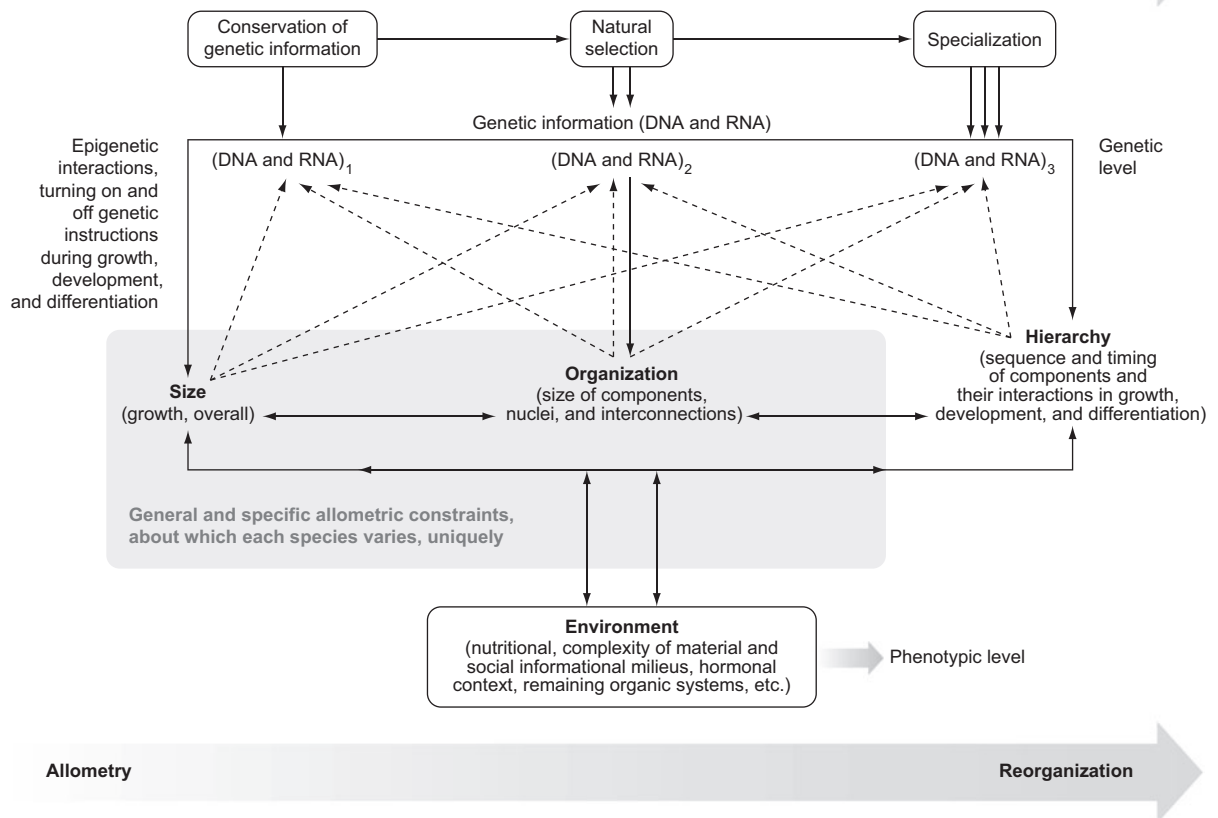 Conservation of
genetic information
Natural
selection
Specialization
Genetic information (DNA and RNA)
Epigenetic
interactions,
turning on and
off genetic
instructions
during growth,
development,
and differentiation
(DNA and RNA)1
(DNA and RNA)2
(DNA and RNA)3
Genetic
level
Size
(growth, overall)
Organization
(size of components,
nuclei, and interconnections)
Hierarchy
(sequence and timing
of components and
their interactions in growth,
development, and differentiation)
General and specific allometric constraints,
about which each species varies, uniquely
Environment
(nutritional, complexity of material and
social informational milieus, hormonal
context, remaining organic systems, etc.)
Phenotypic level
Allometry
Reorganization